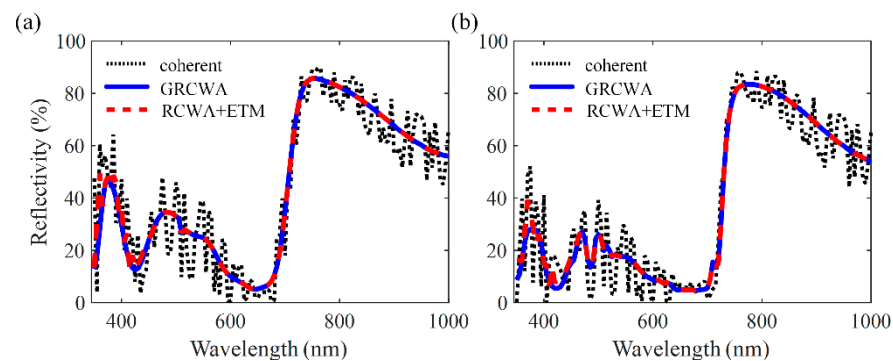 (a)
100
80
60
40
20
0
Reflectivity (%)
coherent
GRCWA
RCWA+ETM
400 600 800 1000
Wavelength (nm)
(b)
100
80
60
40
20
0
coherent
GRCWA
RCWA+ETM
400 600 800 1000
Wavelength (nm)